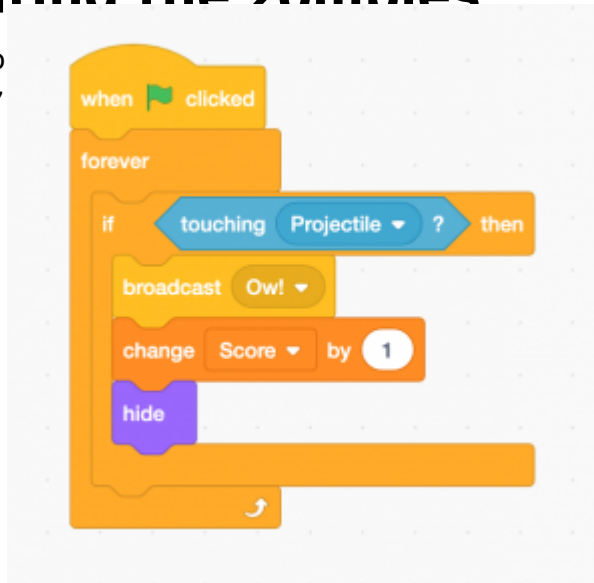 when clicked
forever
if touching Projectile ? then
broadcast Ow!
change Score by 1
hide